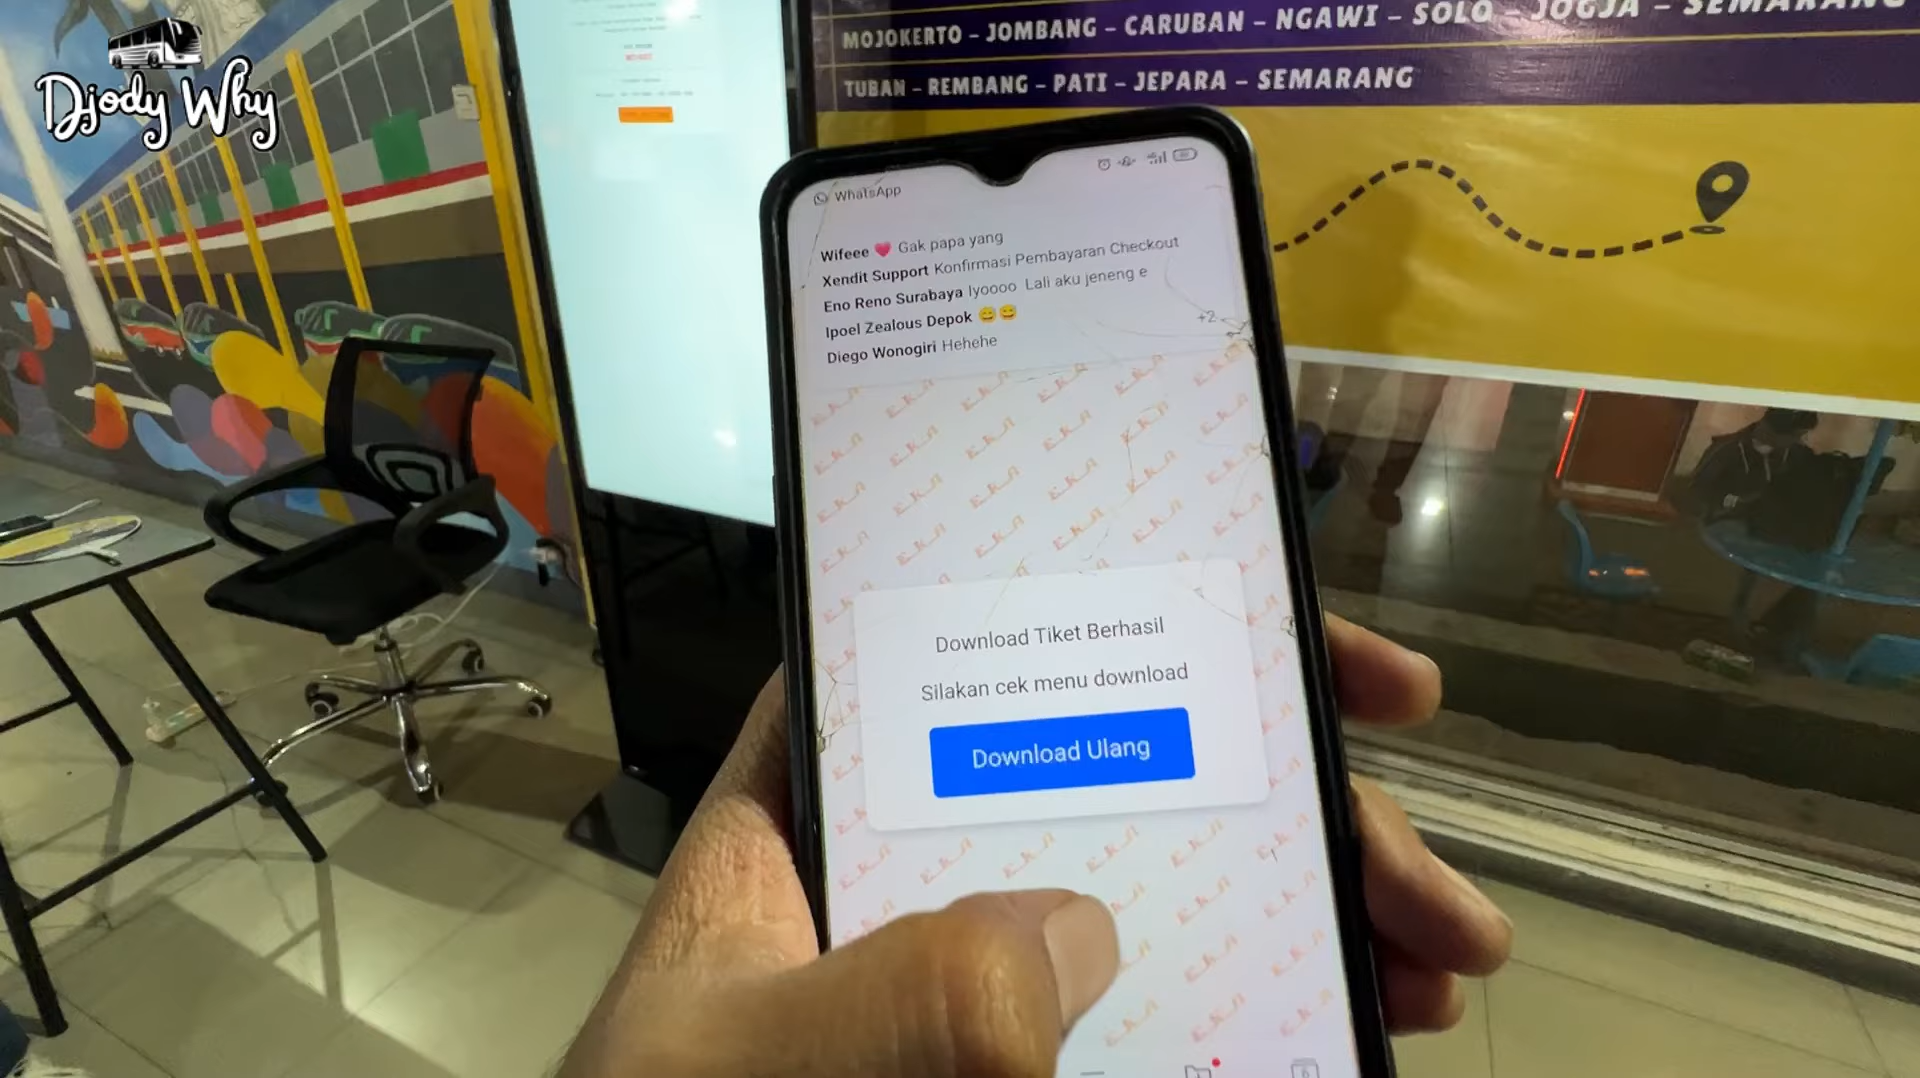 Djody Why
MOJOKERTO - JOMBANG - CARUBAN - NGAWI - SOLO - JOGJA - SEMARANG
TUBAN - REMBANG - PATI - JEPARA - SEMARANG
WhatsApp
Wifeee ❤️ Gak papa yang
Xendit Support Konfirmasi Pembayaran Checkout
Eno Reno Surabaya Iyoooo Lali aku jeneng e
Ipoel Zealous Depok 😄😅
Diego Wonogiri Hehehe
+2
EKA
Download Tiket Berhasil
Silakan cek menu download
Download Ulang